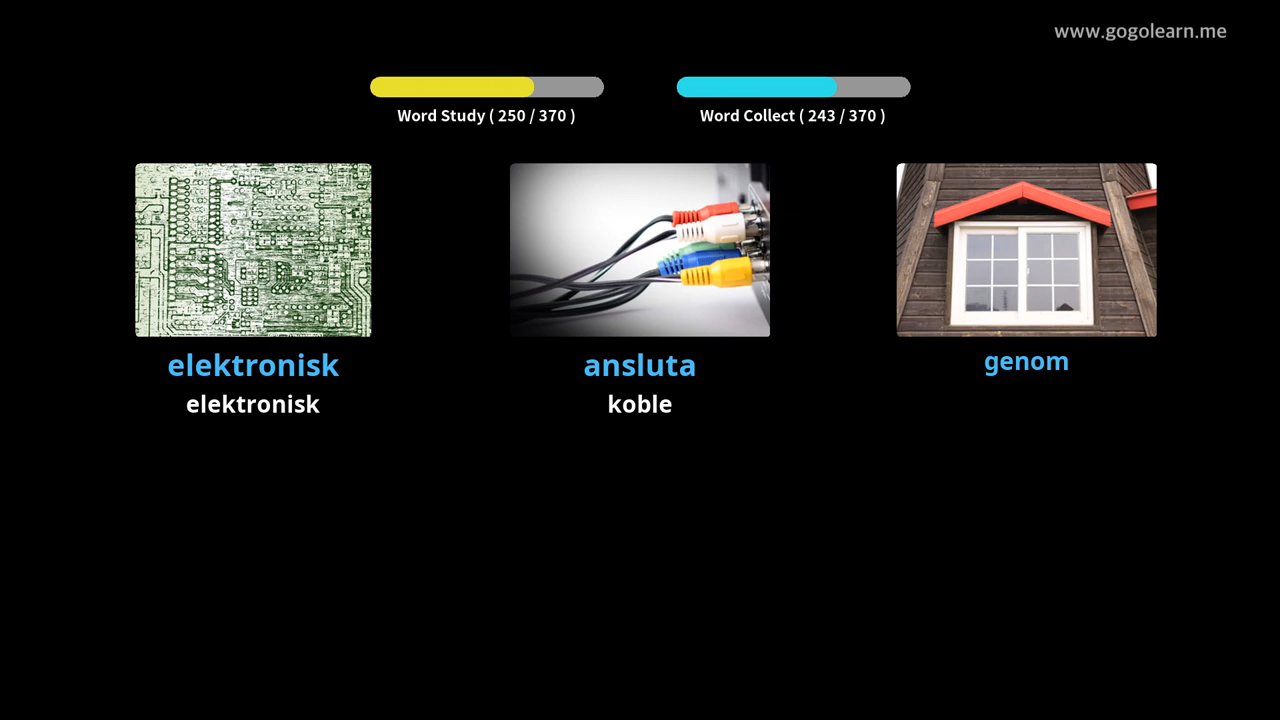 www.gogolearn.me
Word Study ( 250 / 370 )
Word Collect ( 243 / 370 )
elektronisk
elektronisk
ansluta
koble
genom